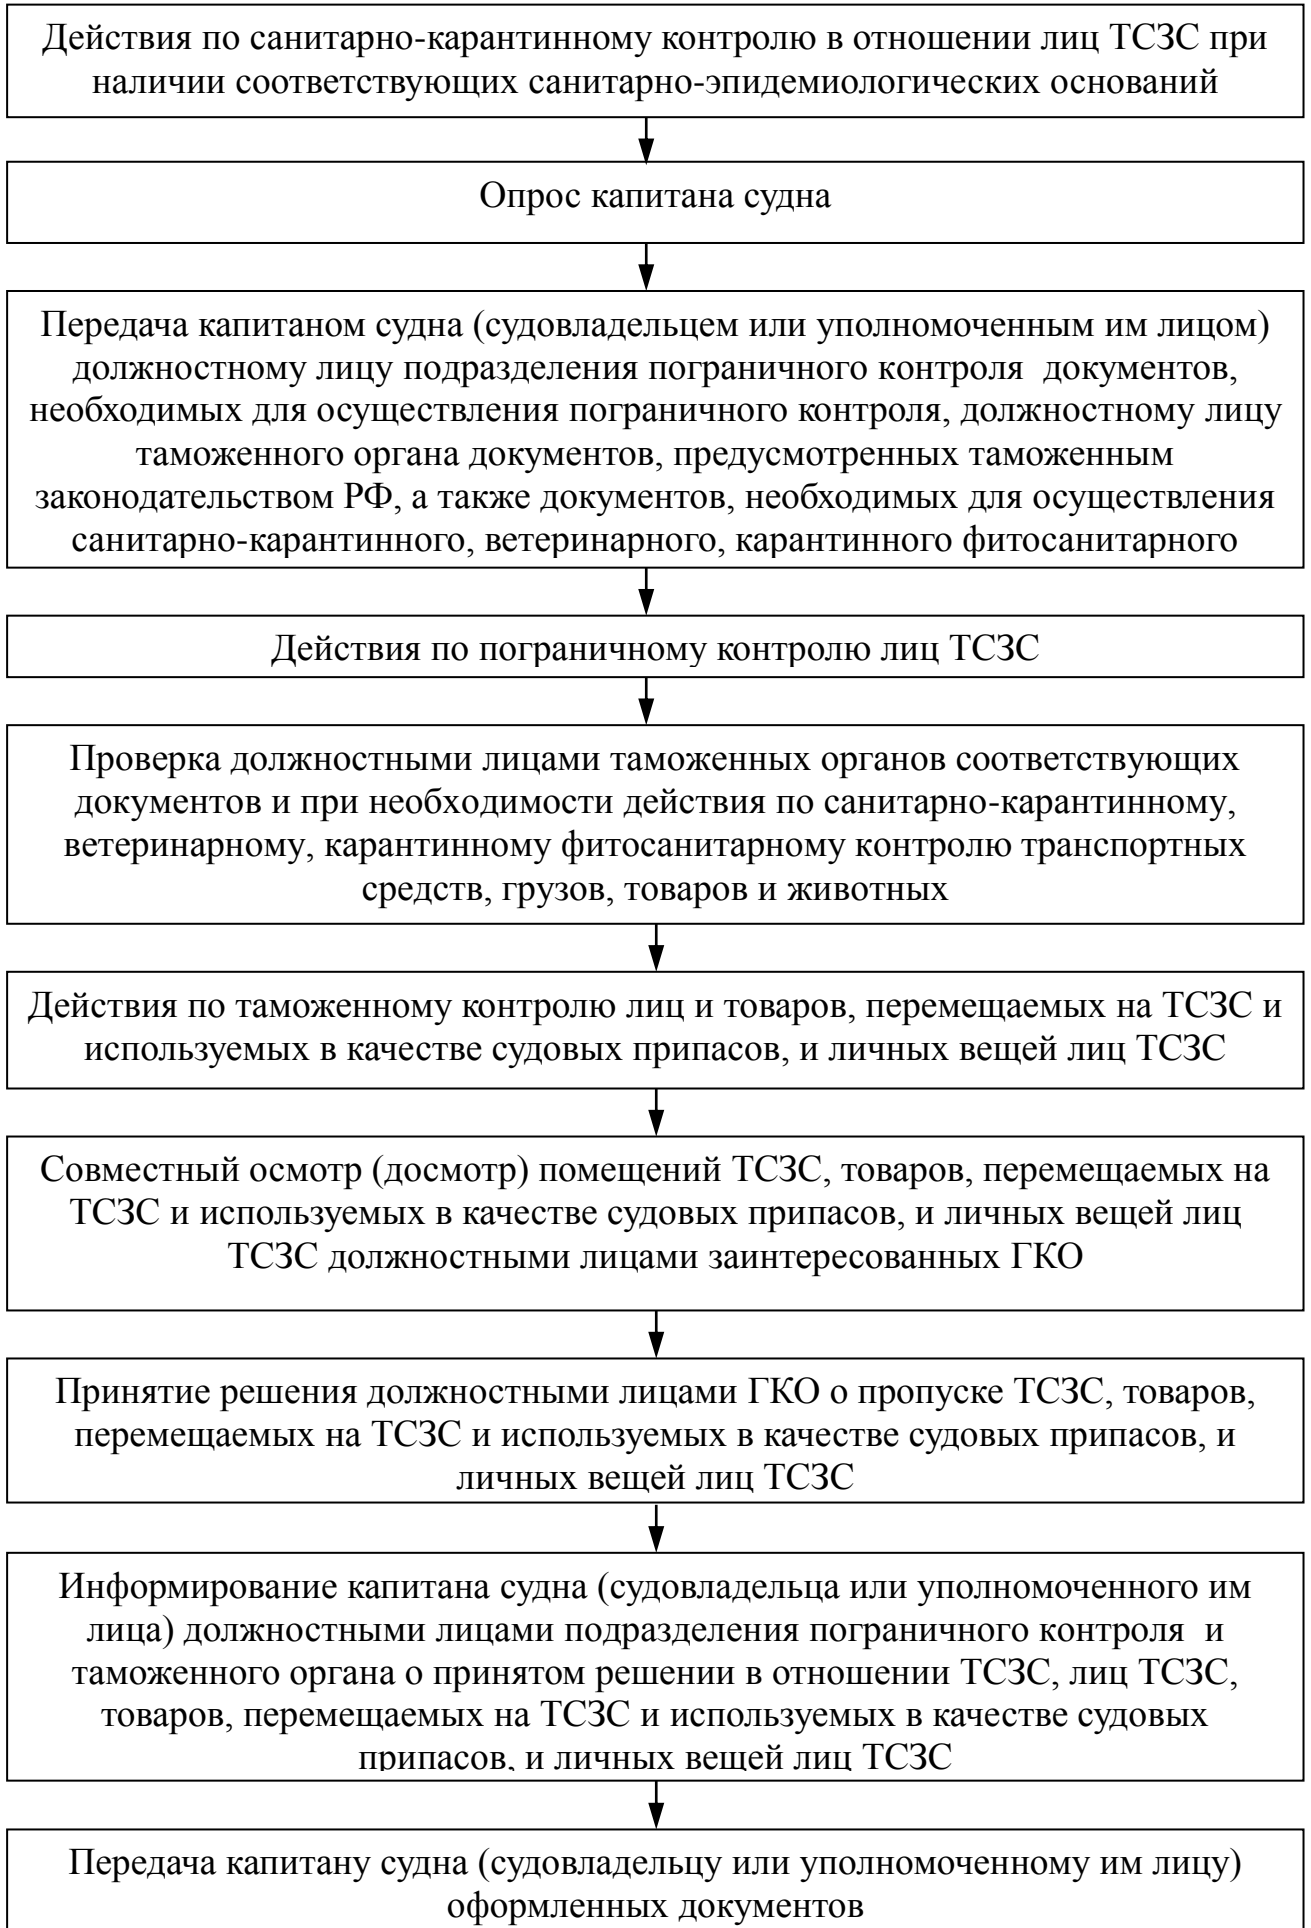 Действия по санитарно-карантинному контролю в отношении лиц ТСЗС при
наличии соответствующих санитарно-эпидемиологических оснований
Опрос капитана судна
Передача капитаном судна (судовладельцем или уполномоченным им лицом)
должностному лицу подразделения пограничного контроля документов,
необходимых для осуществления пограничного контроля, должностному лицу
таможенного органа документов, предусмотренных таможенным
законодательством РФ, а также документов, необходимых для осуществления
санитарно-карантинного, ветеринарного, карантинного фитосанитарного
Действия по пограничному контролю лиц ТСЗС
Проверка должностными лицами таможенных органов соответствующих
документов и при необходимости действия по санитарно-карантинному,
ветеринарному, карантинному фитосанитарному контролю транспортных
средств, грузов, товаров и животных
Действия по таможенному контролю лиц и товаров, перемещаемых на ТСЗС и
используемых в качестве судовых припасов, и личных вещей лиц ТСЗС
Совместный осмотр (досмотр) помещений ТСЗС, товаров, перемещаемых на
ТСЗС и используемых в качестве судовых припасов, и личных вещей лиц
ТСЗС должностными лицами заинтересованных ГКО
Принятие решения должностными лицами ГКО о пропуске ТСЗС, товаров,
перемещаемых на ТСЗС и используемых в качестве судовых припасов, и
личных вещей лиц ТСЗС
Информирование капитана судна (судовладельца или уполномоченного им
лица) должностными лицами подразделения пограничного контроля и
таможенного органа о принятом решении в отношении ТСЗС, лиц ТСЗС,
товаров, перемещаемых на ТСЗС и используемых в качестве судовых
припасов, и личных вещей лиц ТСЗС
Передача капитану судна (судовладельцу или уполномоченному им лицу)
оформленных документов